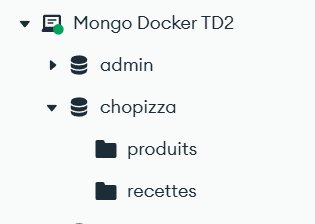 Mongo Docker TD2
admin
chopizza
produits
recettes